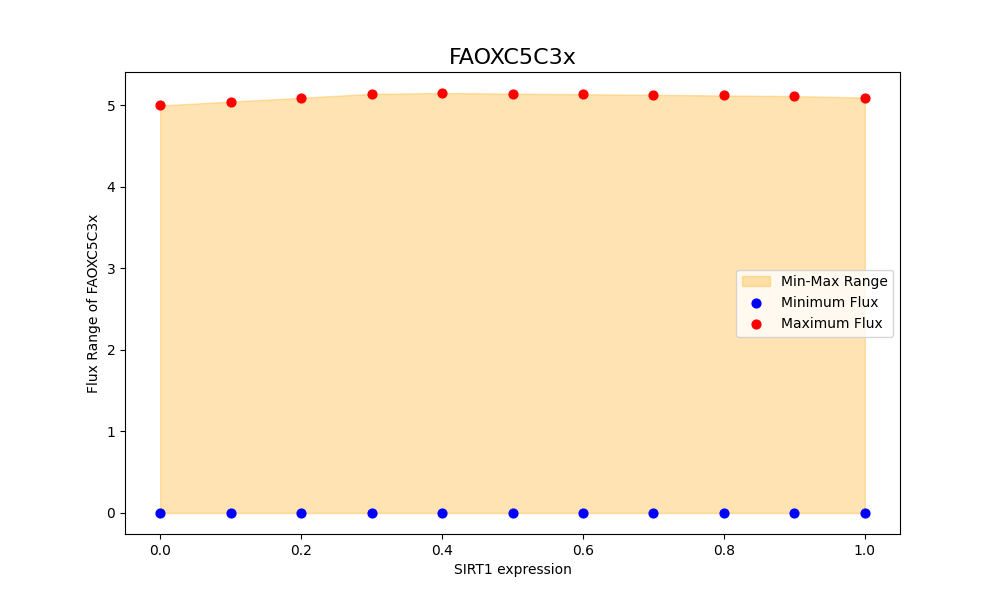 FAOXC5C3x
Flux Range of FAOXC5C3x
5
4
3
2
1
0
Min-Max Range
Minimum Flux
Maximum Flux
0.0 0.2 0.4 0.6 0.8 1.0
SIRT1 expression